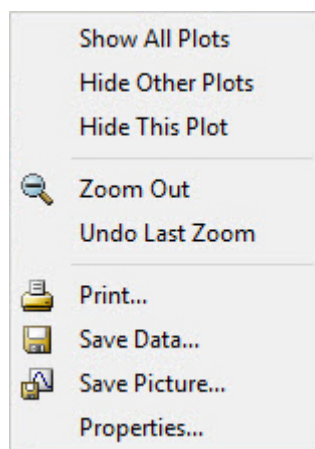 Show All Plots
Hide Other Plots
Hide This Plot
Zoom Out
Undo Last Zoom
Print...
Save Data...
Save Picture...
Properties...